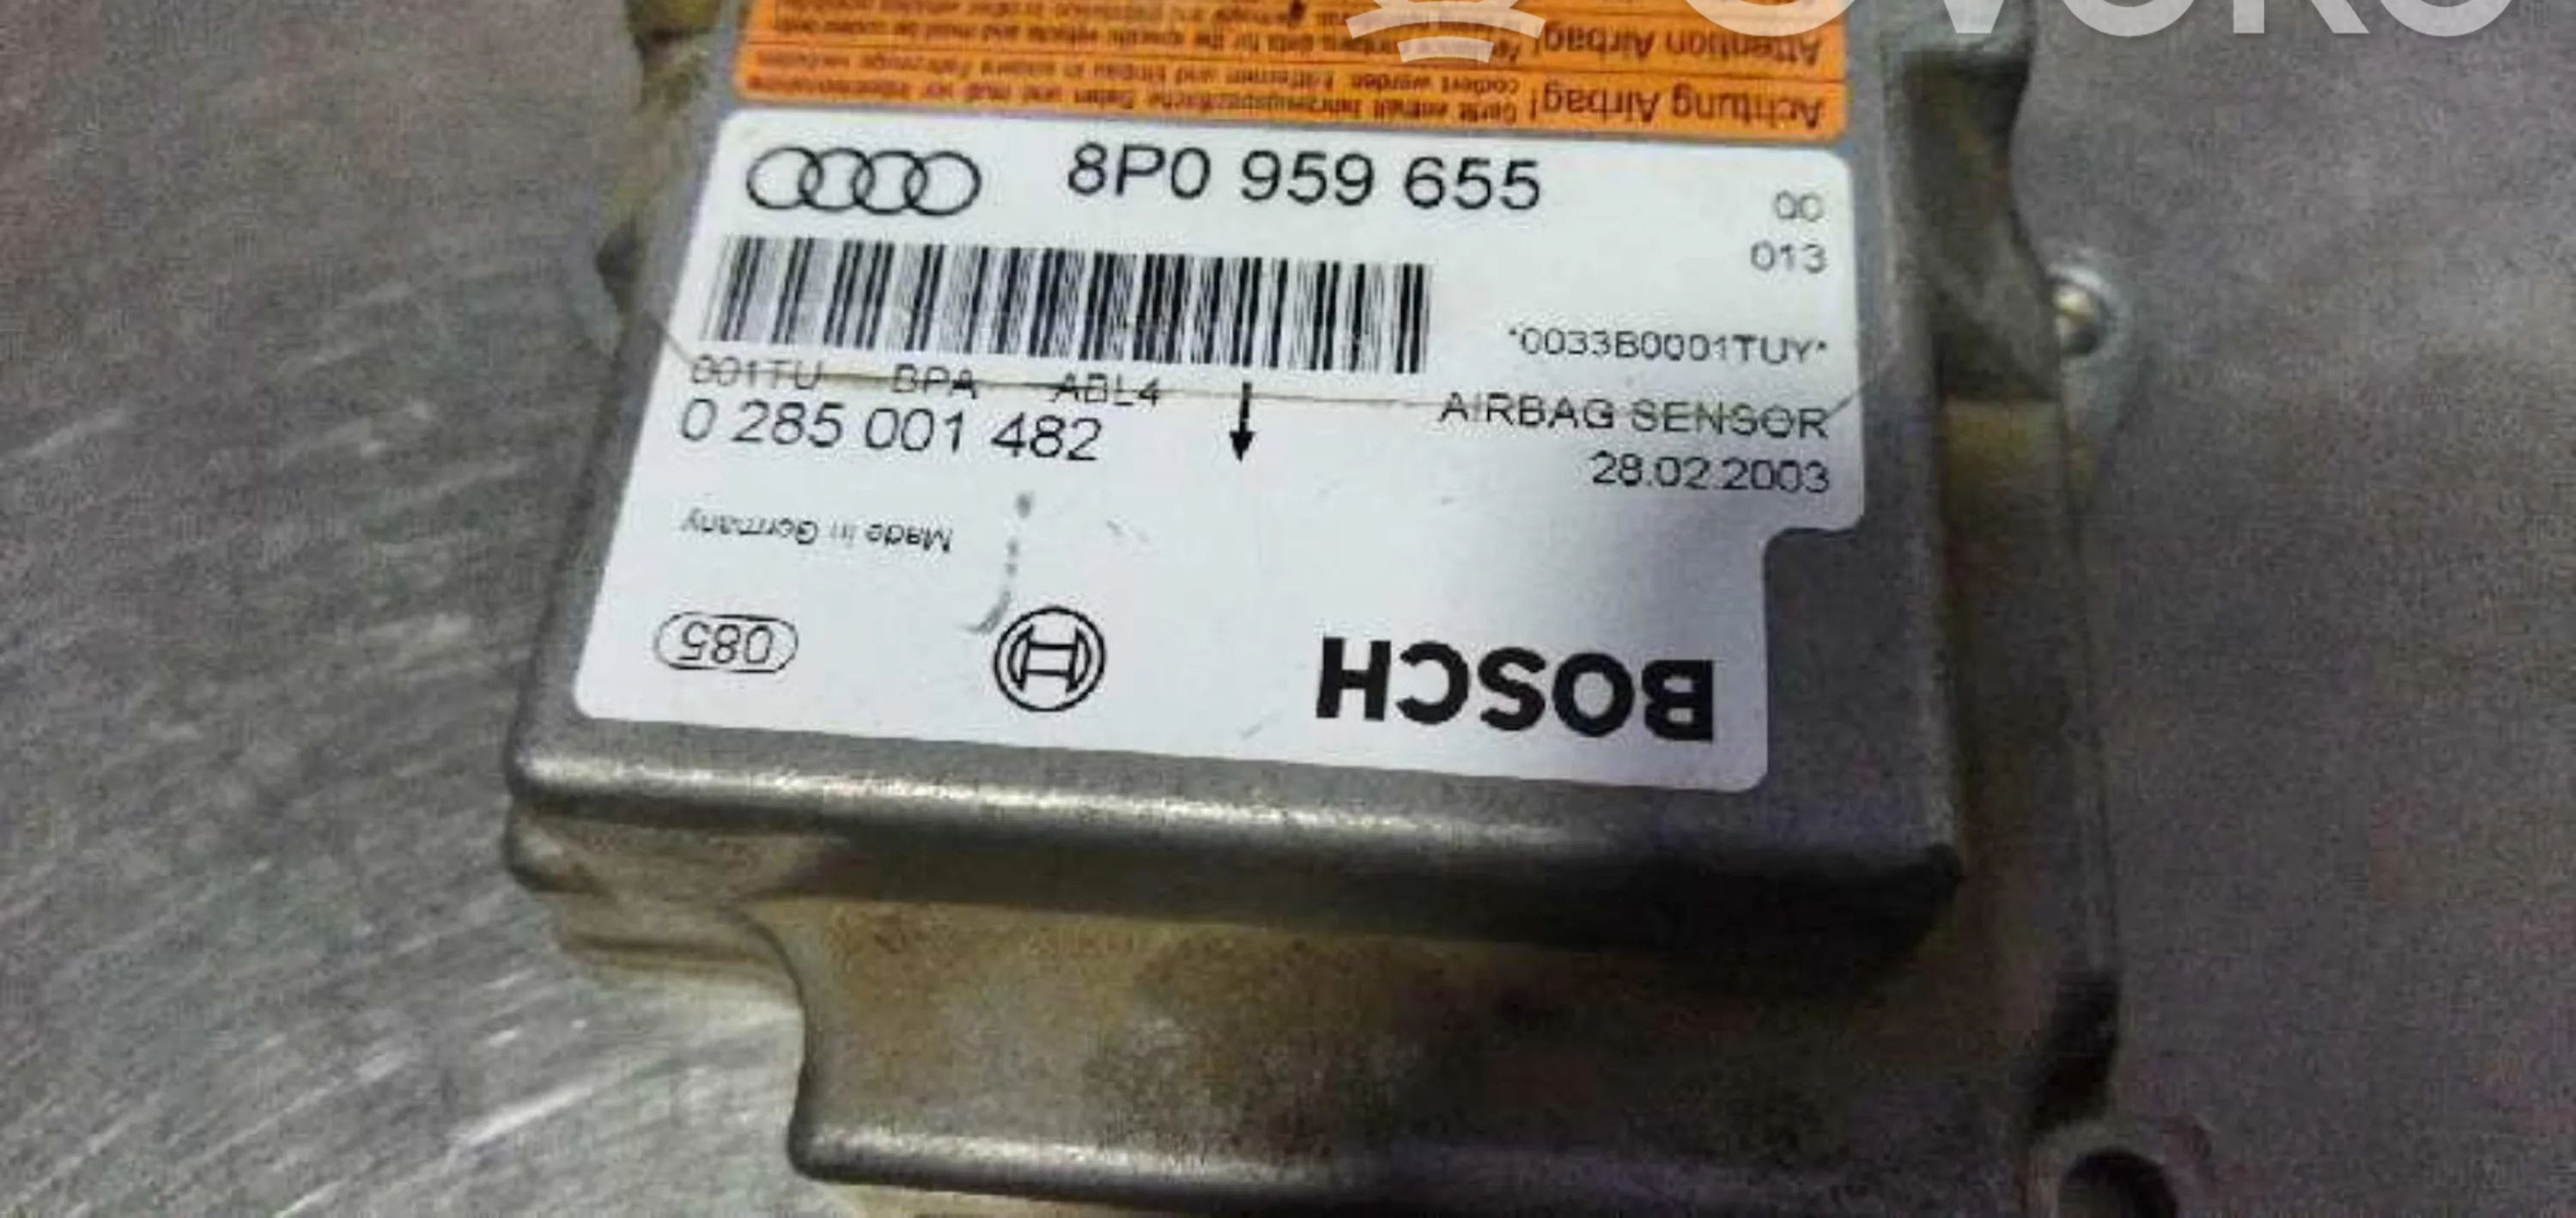 OVOKO
Attention Airbag!
Achtung Airbag!
8P0 959 655
00
013
*0033B0001TUY*
001TU BPA ABL4
AIRBAG SENSOR
0 285 001 482
28.02.2003
Made in Germany
085
BOSCH